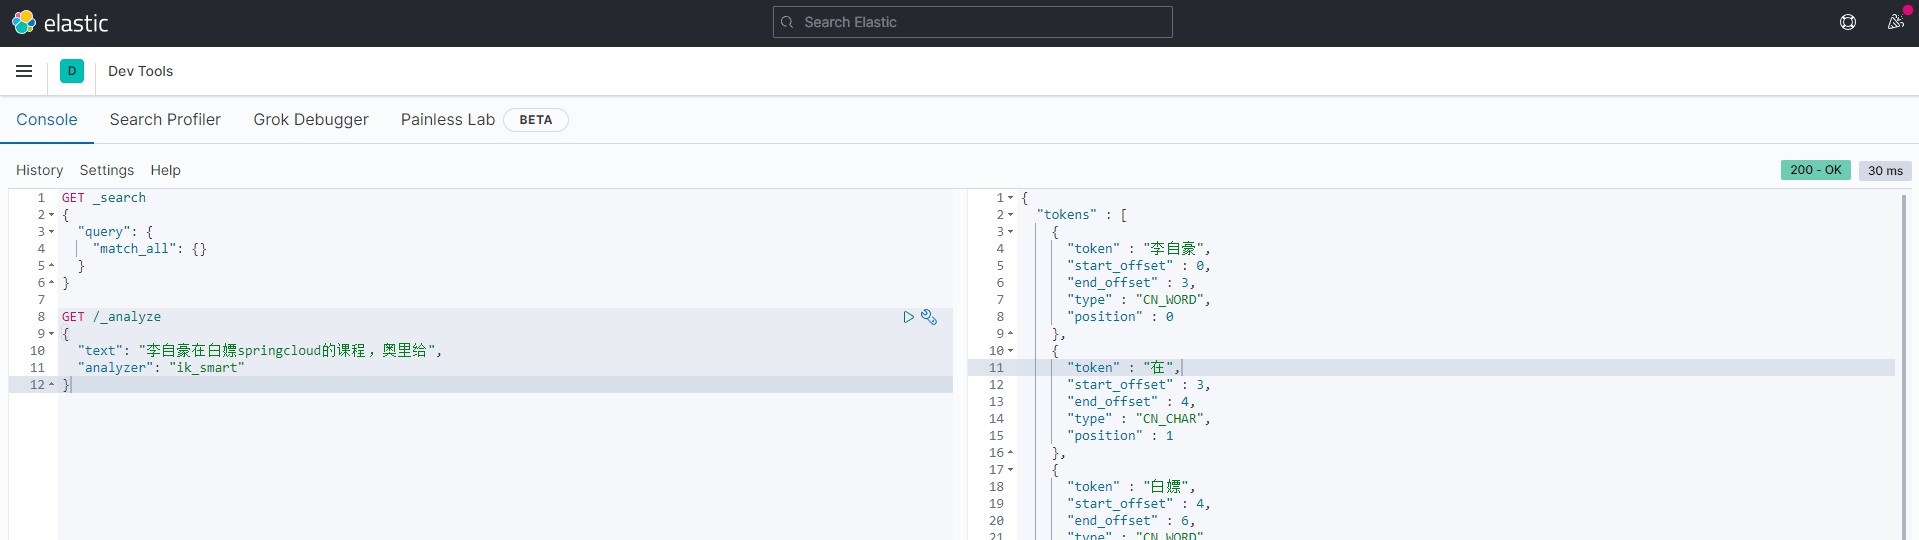 elastic
Search Elastic
D
Dev Tools
Console
Search Profiler
Grok Debugger
Painless Lab
BETA
History
Settings
Help
200 - OK
30 ms
1 GET _search
2 {
3 "query": {
4 "match_all": {}
5 }
6 }
7
8 GET /_analyze
9 {
10 "text": "李自豪在白嫖springcloud的课程，奥里给",
11 "analyzer": "ik_smart"
12 }
1 {
2 "tokens" : [
3 {
4 "token" : "李自豪",
5 "start_offset" : 0,
6 "end_offset" : 3,
7 "type" : "CN_WORD",
8 "position" : 0
9 },
10 {
11 "token" : "在",
12 "start_offset" : 3,
13 "end_offset" : 4,
14 "type" : "CN_CHAR",
15 "position" : 1
16 },
17 {
18 "token" : "白嫖",
19 "start_offset" : 4,
20 "end_offset" : 6,
21 "type" : "CN_WORD"